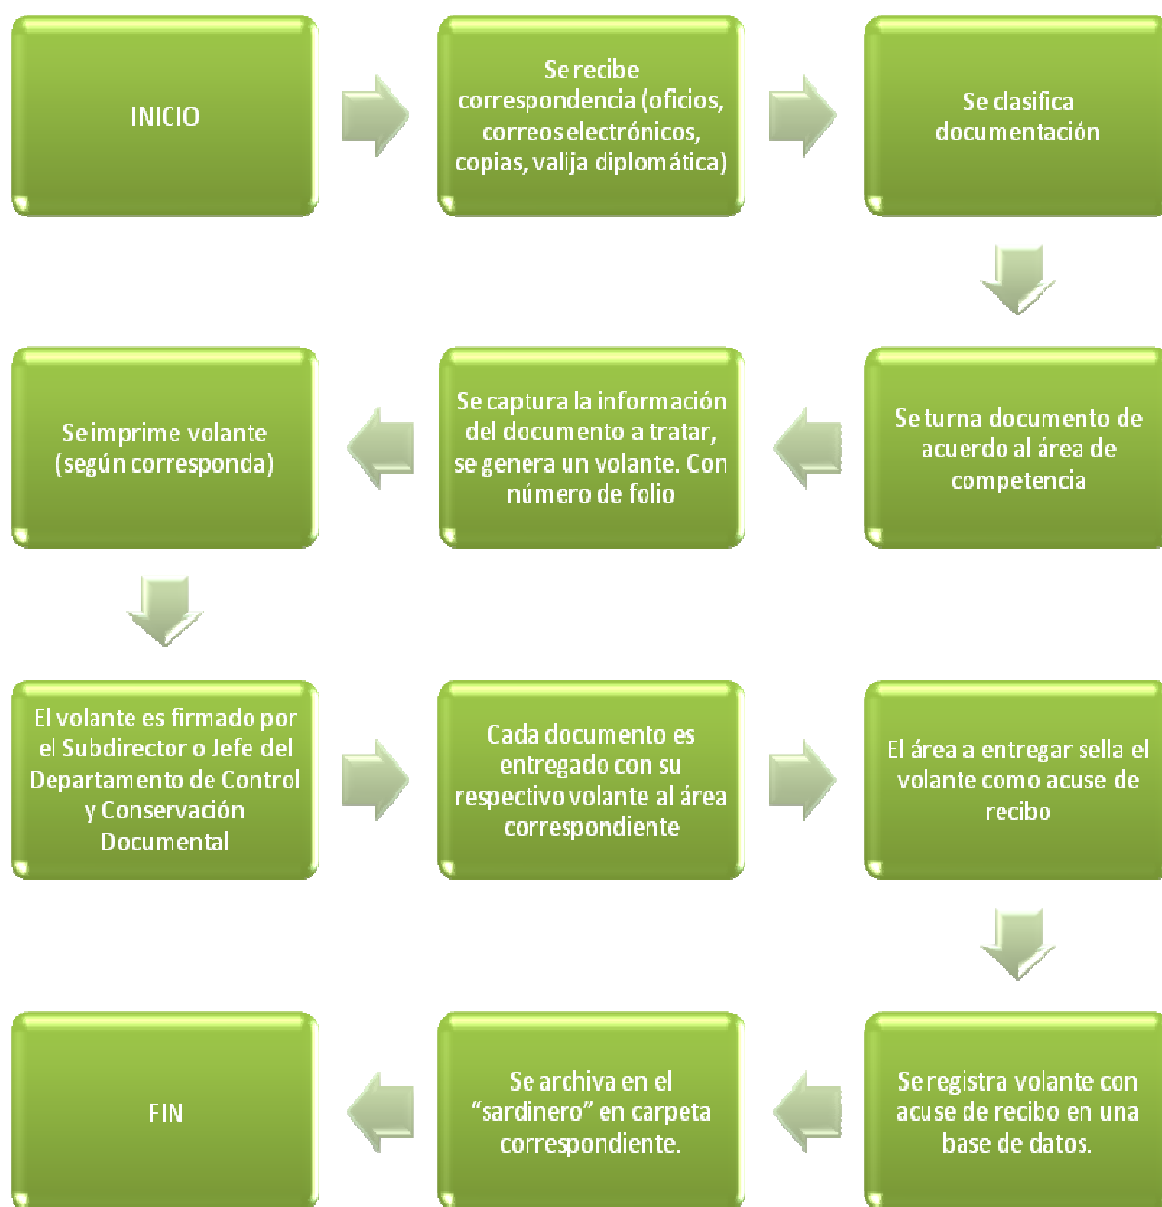 INICIO
Se recibe
correspondencia (oficios,
correos electrónicos,
copias, valija diplomática)
Se clasifica
documentación
Se turna documento de
acuerdo al área de
competencia
Se captura la información
del documento a tratar,
se genera un volante. Con
número de folio
Se imprime volante
(según corresponda)
El volante es firmado por
el Subdirector o Jefe del
Departamento de Control
y Conservación
Documental
Cada documento es
entregado con su
respectivo volante al área
correspondiente
El área a entregar sella el
volante como acuse de
recibo
Se registra volante con
acuse de recibo en una
base de datos.
Se archiva en el
“sardinero” en carpeta
correspondiente.
FIN